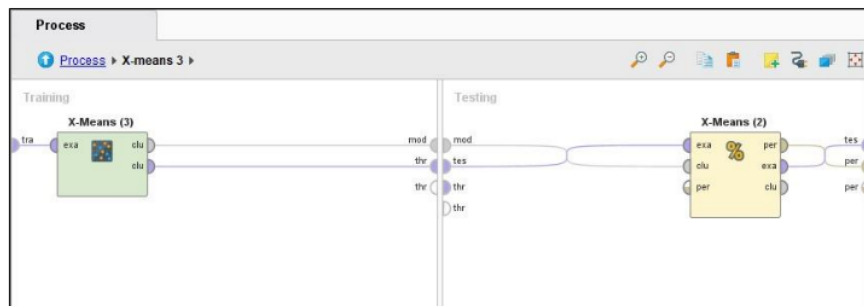 Process
Process ▸ X-means 3 ▸
Training
Testing
X-Means (3)
X-Means (2)
tra
exa
clu
clu
mod
thr
thr
mod
tes
thr
thr
exa
clu
per
per
exa
clu
tes
per
per